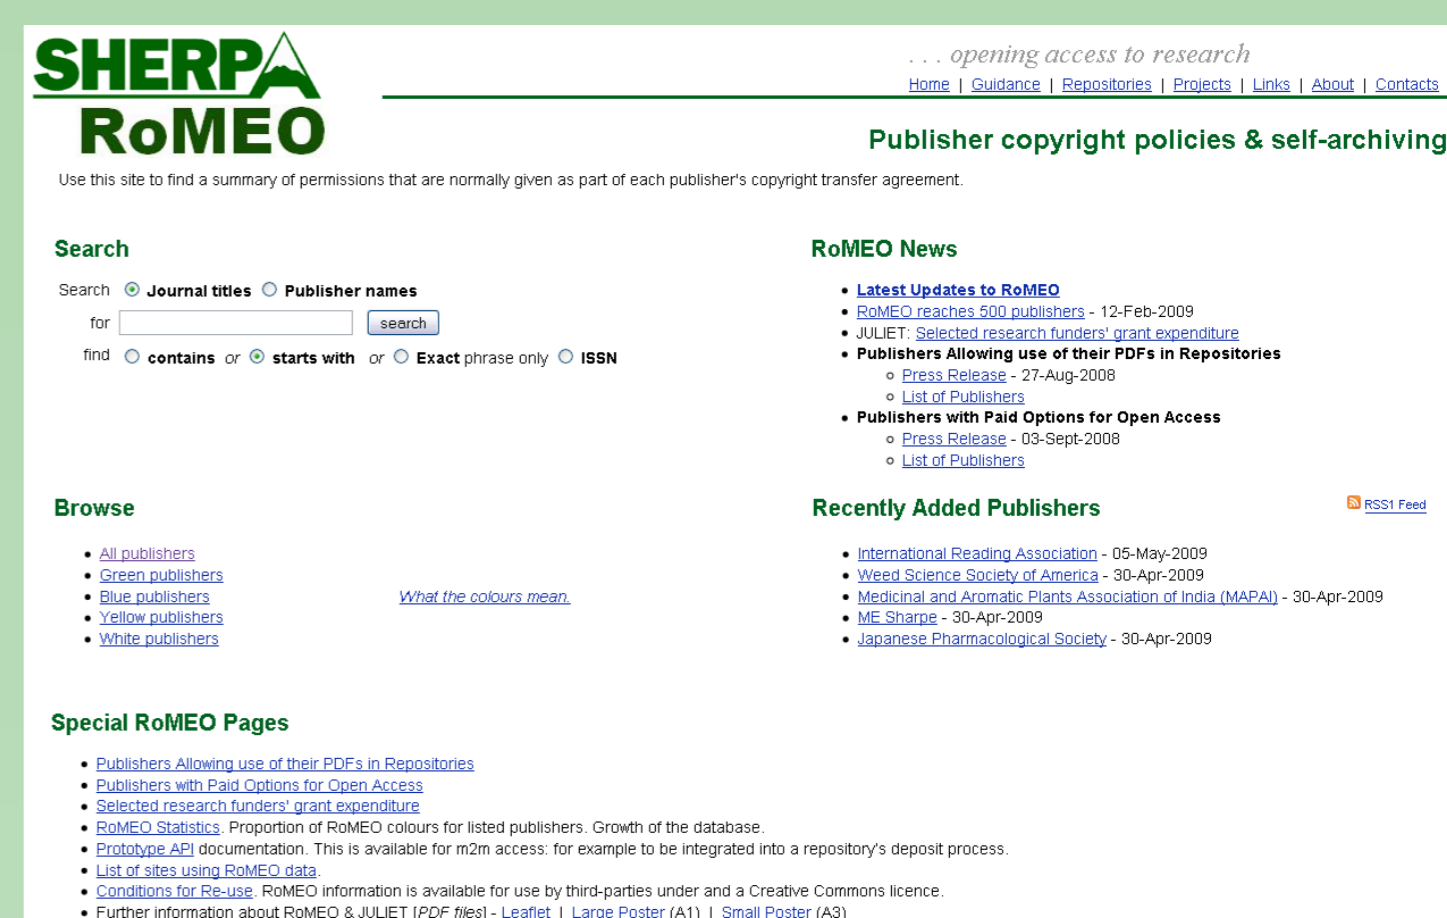 SHERPA
RoMEO
. . . opening access to research
Home | Guidance | Repositories | Projects | Links | About | Contacts
Publisher copyright policies & self-archiving
Use this site to find a summary of permissions that are normally given as part of each publisher's copyright transfer agreement.
Search
Search Journal titles Publisher names
for search
find contains or starts with or Exact phrase only ISSN
RoMEO News
Latest Updates to RoMEO
RoMEO reaches 500 publishers - 12-Feb-2009
JULIET: Selected research funders' grant expenditure
Publishers Allowing use of their PDFs in Repositories
Press Release - 27-Aug-2008
List of Publishers
Publishers with Paid Options for Open Access
Press Release - 03-Sept-2008
List of Publishers
Browse
All publishers
Green publishers
Blue publishers What the colours mean.
Yellow publishers
White publishers
Recently Added Publishers RSS1 Feed
International Reading Association - 05-May-2009
Weed Science Society of America - 30-Apr-2009
Medicinal and Aromatic Plants Association of India (MAPAI) - 30-Apr-2009
ME Sharpe - 30-Apr-2009
Japanese Pharmacological Society - 30-Apr-2009
Special RoMEO Pages
Publishers Allowing use of their PDFs in Repositories
Publishers with Paid Options for Open Access
Selected research funders' grant expenditure
RoMEO Statistics. Proportion of RoMEO colours for listed publishers. Growth of the database.
Prototype API documentation. This is available for m2m access: for example to be integrated into a repository's deposit process.
List of sites using RoMEO data.
Conditions for Re-use. RoMEO information is available for use by third-parties under and a Creative Commons licence.
Further information about RoMEO & JULIET [PDF files] - Leaflet | Large Poster (A1) | Small Poster (A3)